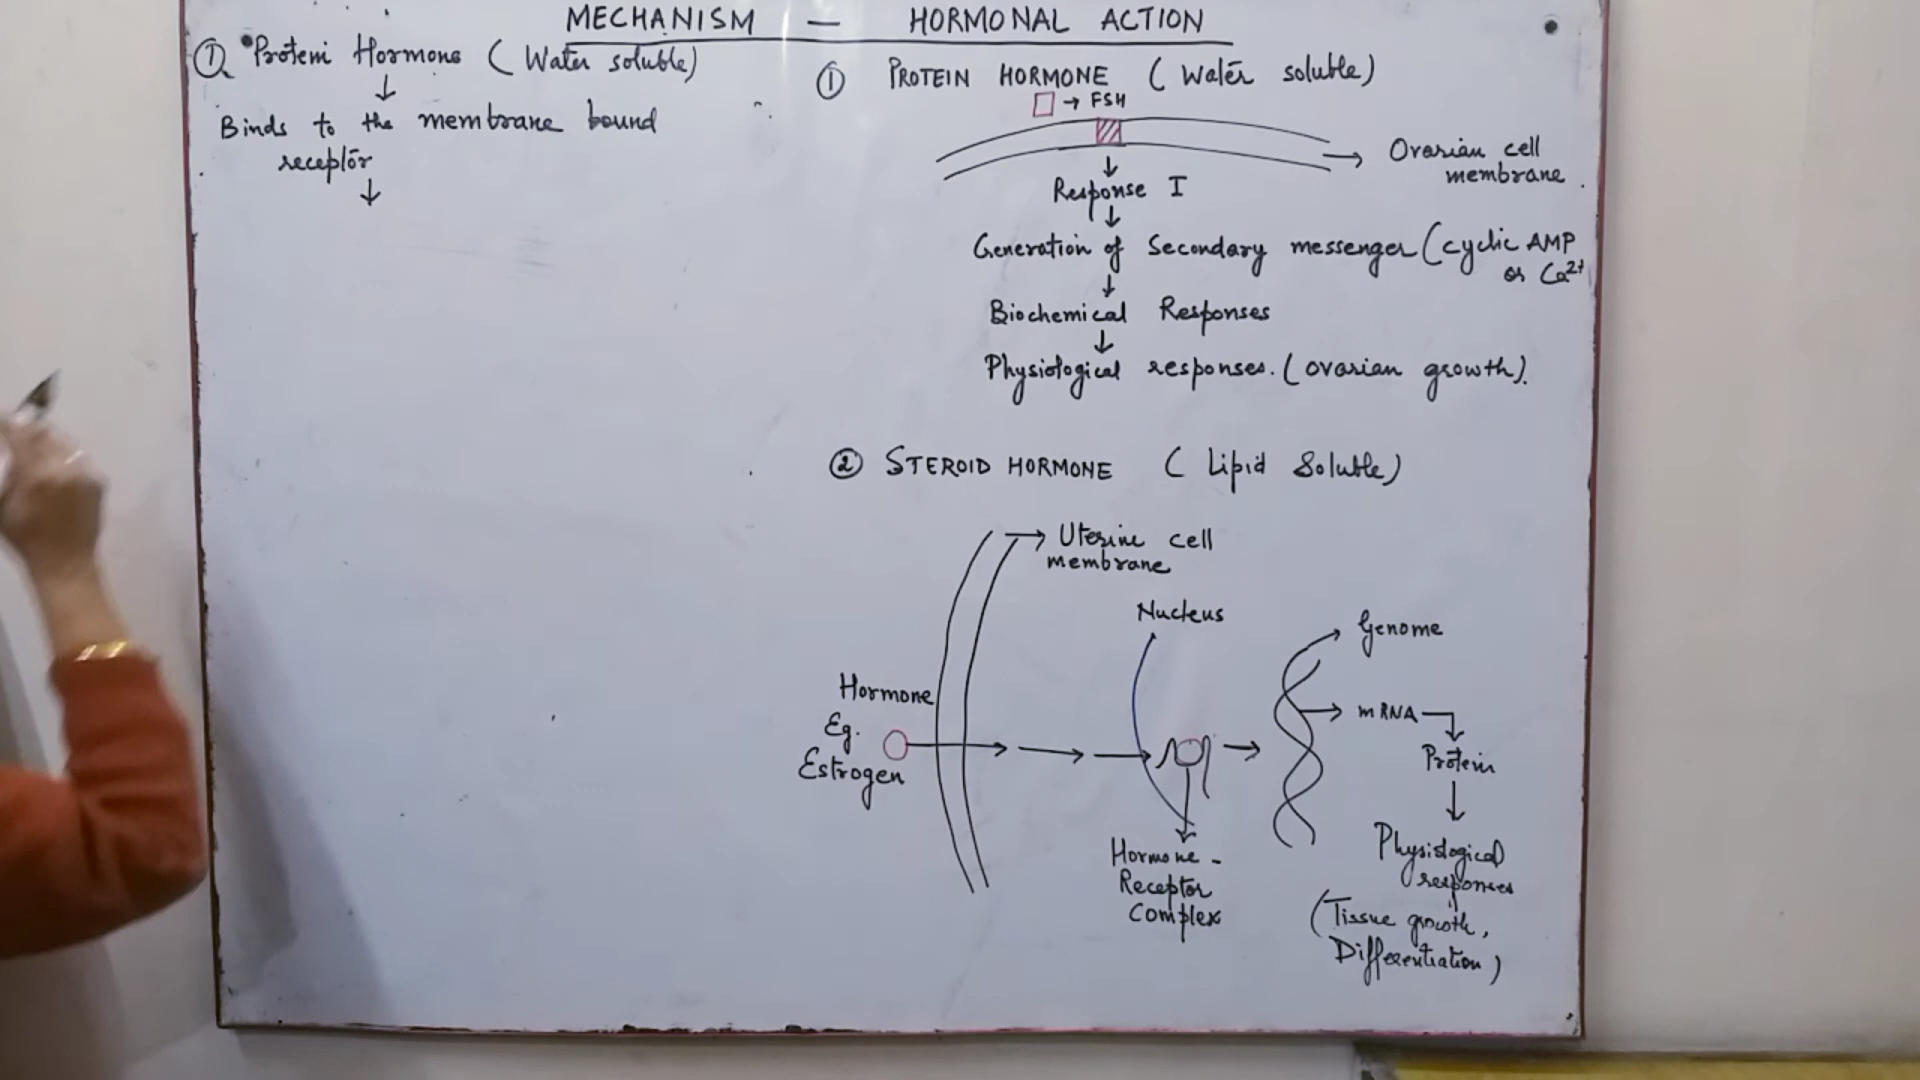 MECHANISM — HORMONAL ACTION
① Protein Hormone (Water soluble)
↓
Binds to the membrane bound
receptor
↓
① PROTEIN HORMONE (Water soluble)
→ FSH
→ Ovarian cell
membrane
↓
Response I
↓
Generation of Secondary messenger (cyclic AMP
or Ca2+
↓
Biochemical Responses
↓
Physiological responses. (ovarian growth).
② STEROID HORMONE (Lipid Soluble)
→ Uterine cell
membrane
Nucleus
Genome
Hormone
Eg.
Estrogen
mRNA
Protein
↓
Physiological
responses
(Tissue growth,
Differentiation)
Hormone -
Receptor
Complex